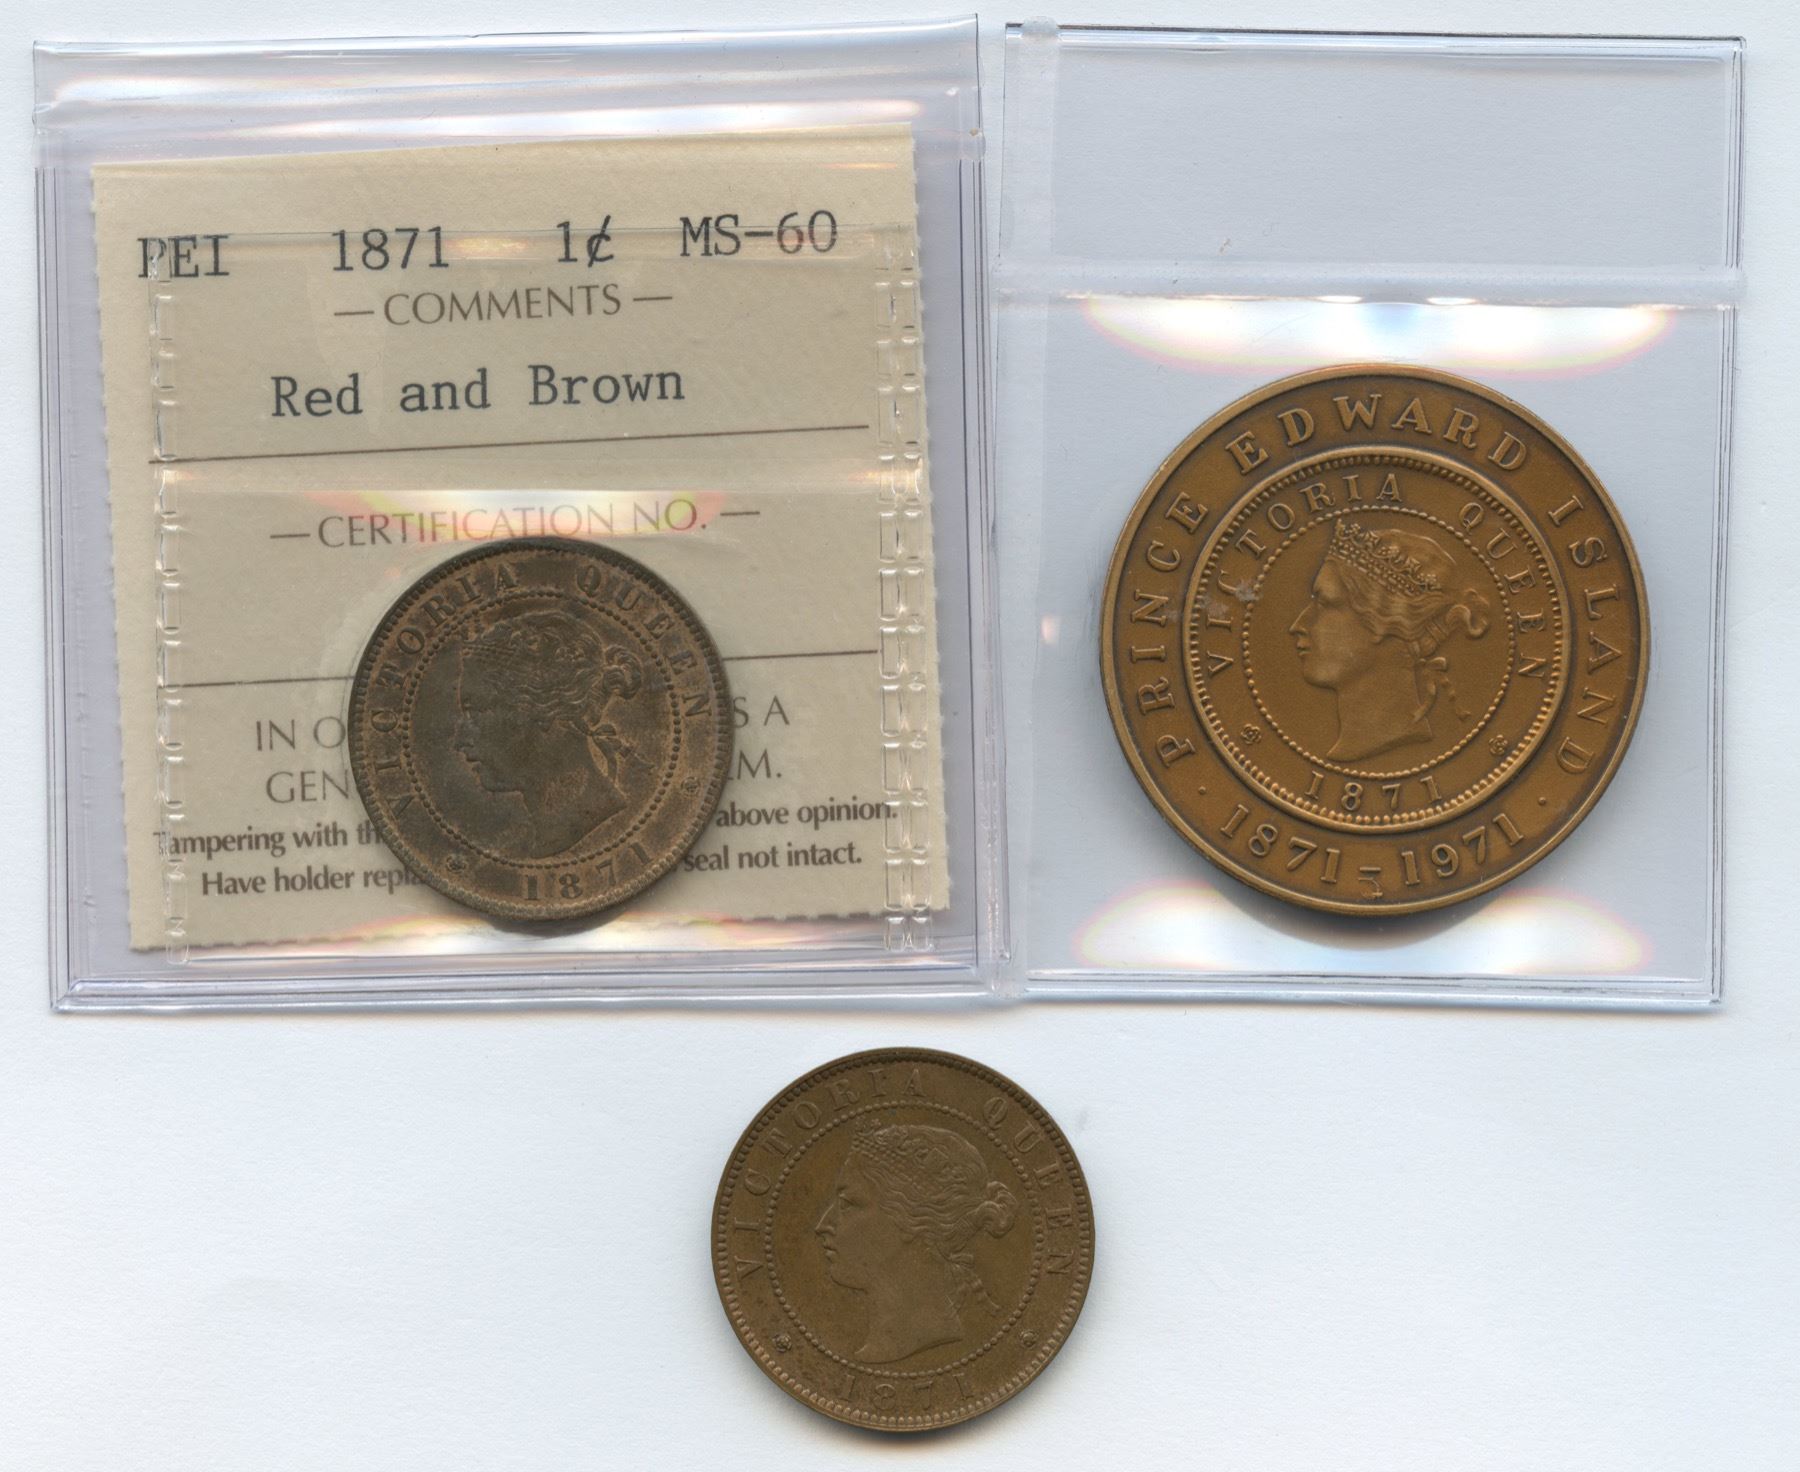 PEI 1871 1¢ MS-60
— COMMENTS —
Red and Brown
— CERTIFICATION NO. —
IN O
S A
GEN
M.
Tampering with th
above opinion.
Have holder repla
seal not intact.
VICTORIA QUEEN
1871
PRINCE EDWARD ISLAND
· 1871-1971 ·
VICTORIA QUEEN
1871
VICTORIA QUEEN
1871